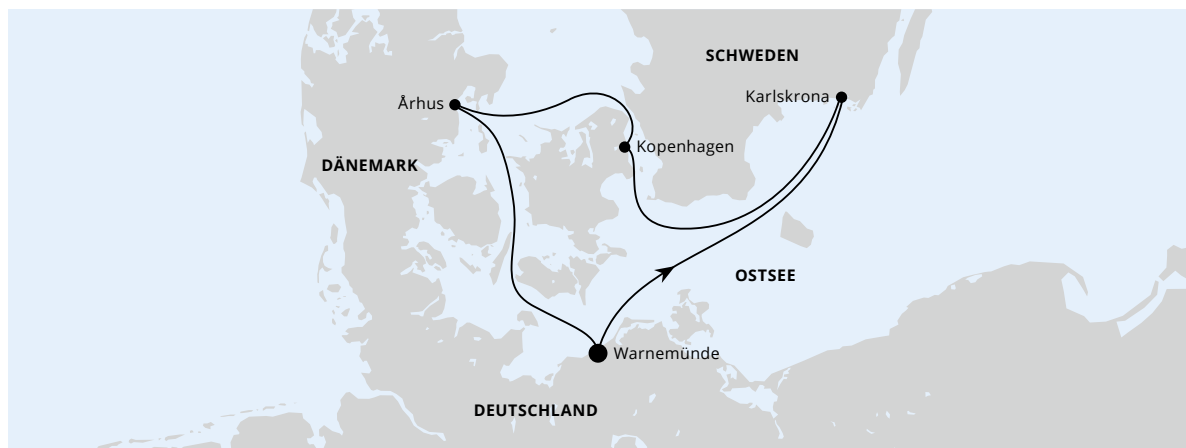 SCHWEDEN
Karlskrona
Århus
Kopenhagen
DÄNEMARK
OSTSEE
Warnemünde
DEUTSCHLAND